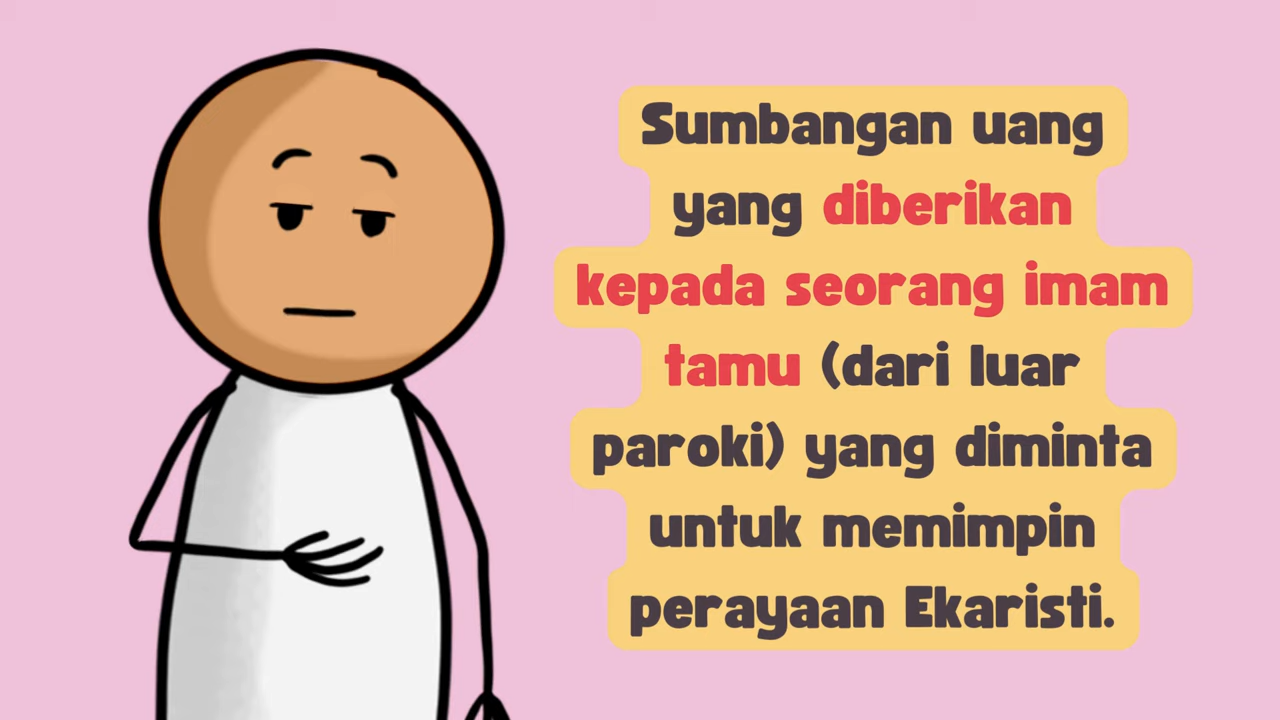 Sumbangan uang
yang diberikan
kepada seorang imam
tamu (dari luar
paroki) yang diminta
untuk memimpin
perayaan Ekaristi.